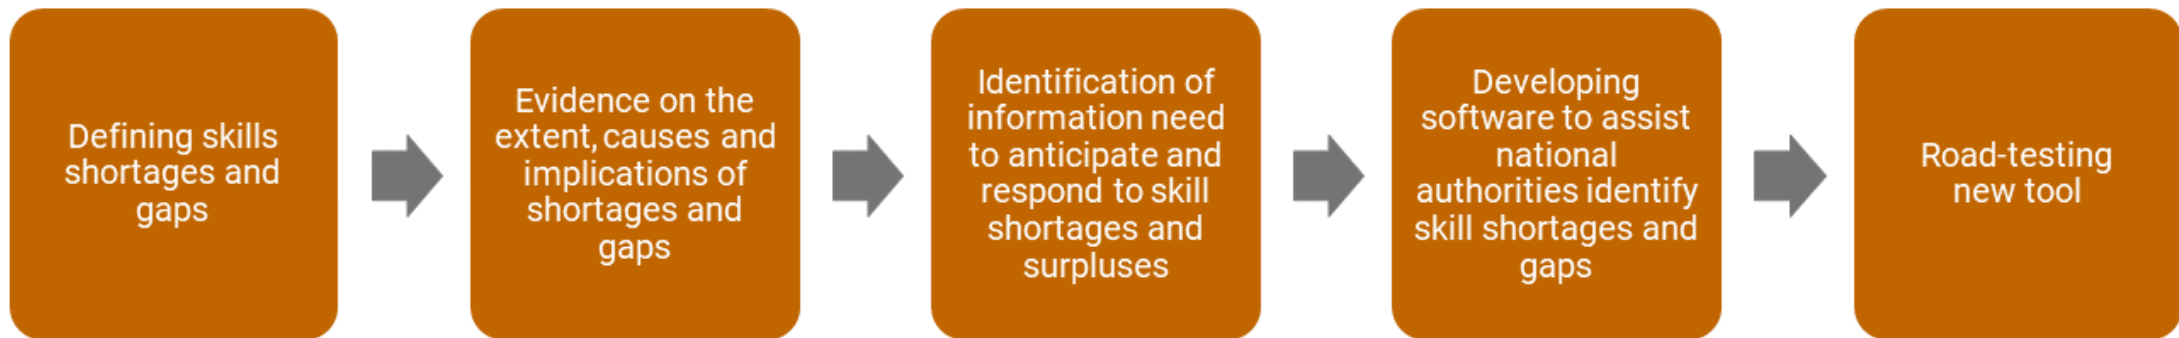 Defining skills
shortages and
gaps
Evidence on the
extent, causes and
implications of
shortages and
gaps
Identification of
information need
to anticipate and
respond to skill
shortages and
surpluses
Developing
software to assist
national
authorities identify
skill shortages and
gaps
Road-testing
new tool